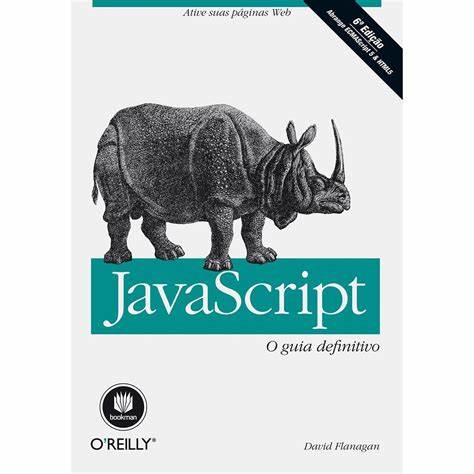 Ative suas páginas Web
6ª Edição
Abrange ECMAScript 5 & HTML5
JavaScript
O guia definitivo
bookman
O'REILLY®
David Flanagan